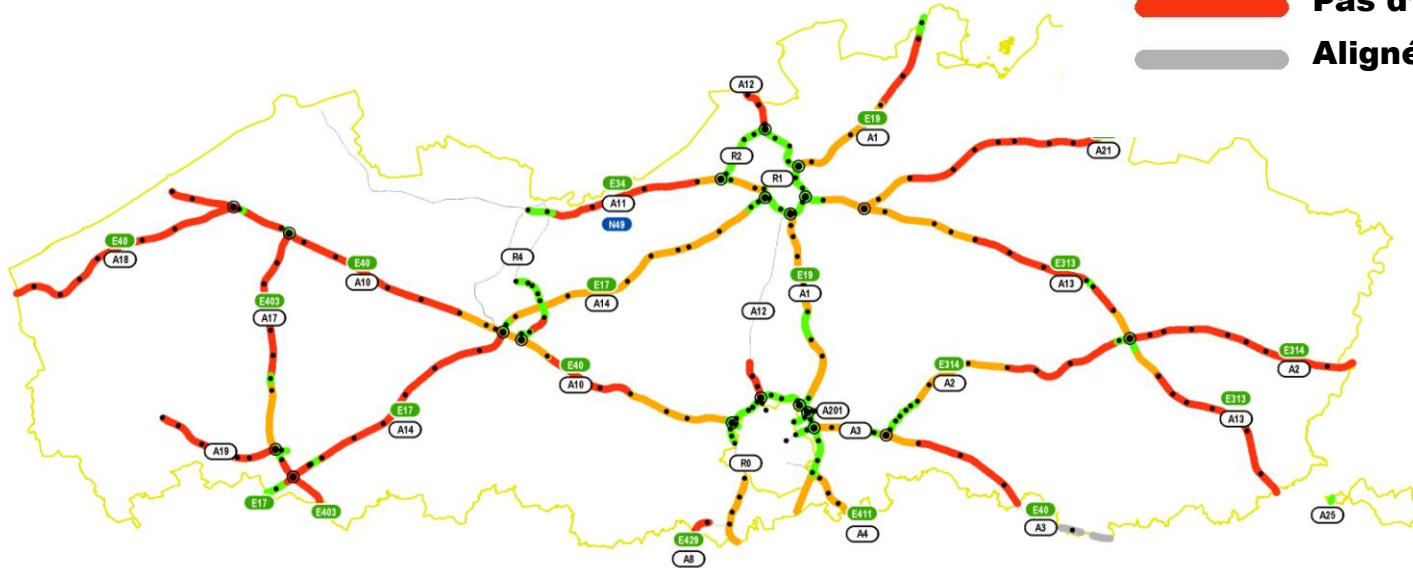 Pas d'
Aligné
A12
E19
A1
A21
R2
R1
E34
A11
N49
E40
A18
E40
A10
R4
E313
A13
E19
A1
E17
A14
E403
A17
A12
E314
A2
E314
A2
E40
A10
E17
A14
E313
A13
A201
A3
A19
R0
E17
E403
E411
A4
E40
A3
A25
E429
A8